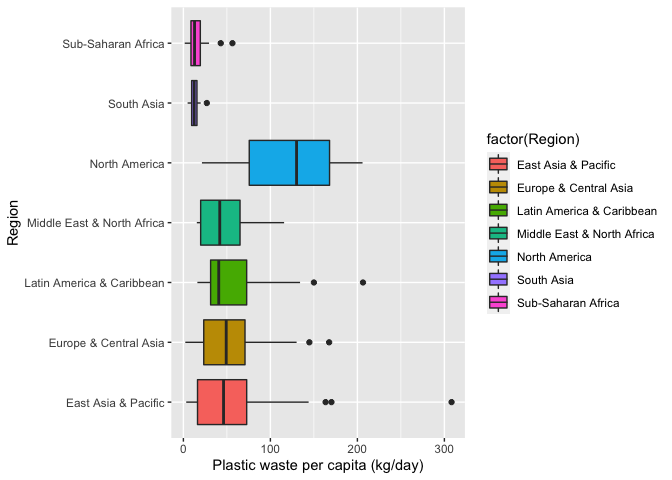 Region
Sub-Saharan Africa
South Asia
North America
Middle East & North Africa
Latin America & Caribbean
Europe & Central Asia
East Asia & Pacific
0 100 200 300
Plastic waste per capita (kg/day)
factor(Region)
East Asia & Pacific
Europe & Central Asia
Latin America & Caribbean
Middle East & North Africa
North America
South Asia
Sub-Saharan Africa